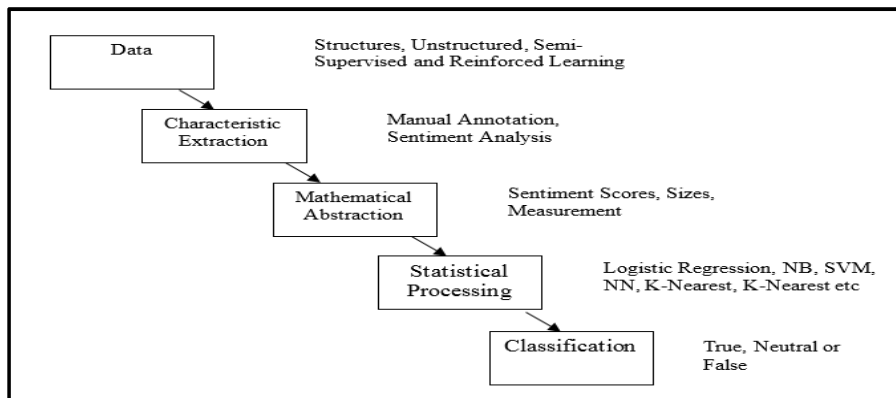 Data
Structures, Unstructured, Semi-
Supervised and Reinforced Learning
Characteristic
Extraction
Manual Annotation,
Sentiment Analysis
Mathematical
Abstraction
Sentiment Scores, Sizes,
Measurement
Statistical
Processing
Logistic Regression, NB, SVM,
NN, K-Nearest, K-Nearest etc
Classification
True, Neutral or
False